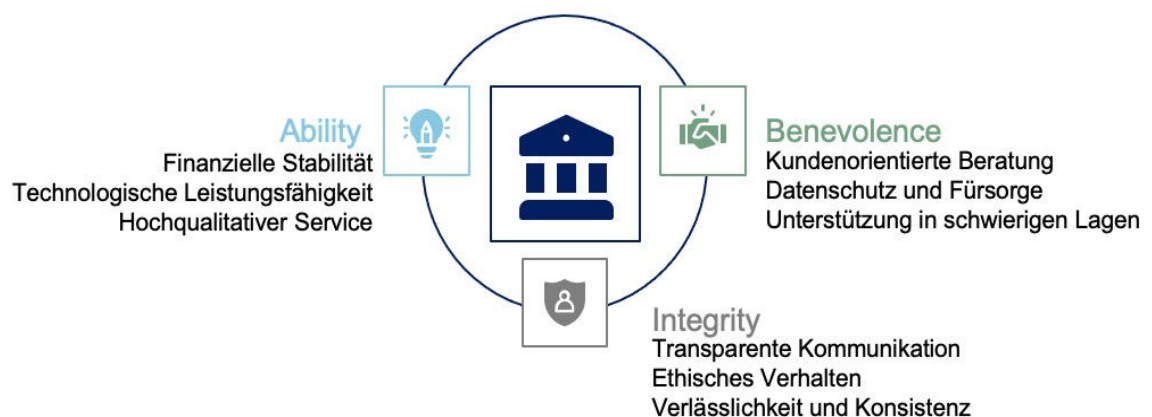 Ability
Finanzielle Stabilität
Technologische Leistungsfähigkeit
Hochqualitativer Service
Benevolence
Kundenorientierte Beratung
Datenschutz und Fürsorge
Unterstützung in schwierigen Lagen
Integrity
Transparente Kommunikation
Ethisches Verhalten
Verlässlichkeit und Konsistenz